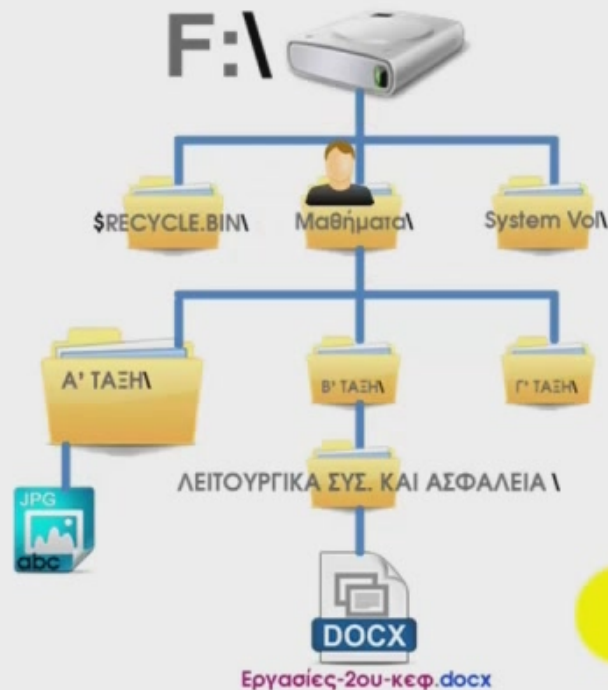 F:\
$RECYCLE.BIN\
Μαθήματα\
System Vol\
Α' ΤΑΞΗ\
Β' ΤΑΞΗ\
Γ' ΤΑΞΗ\
ΛΕΙΤΟΥΡΓΙΚΑ ΣΥΣ. ΚΑΙ ΑΣΦΑΛΕΙΑ \
JPG
abc
DOCX
Εργασίες-2ου-κεφ.docx